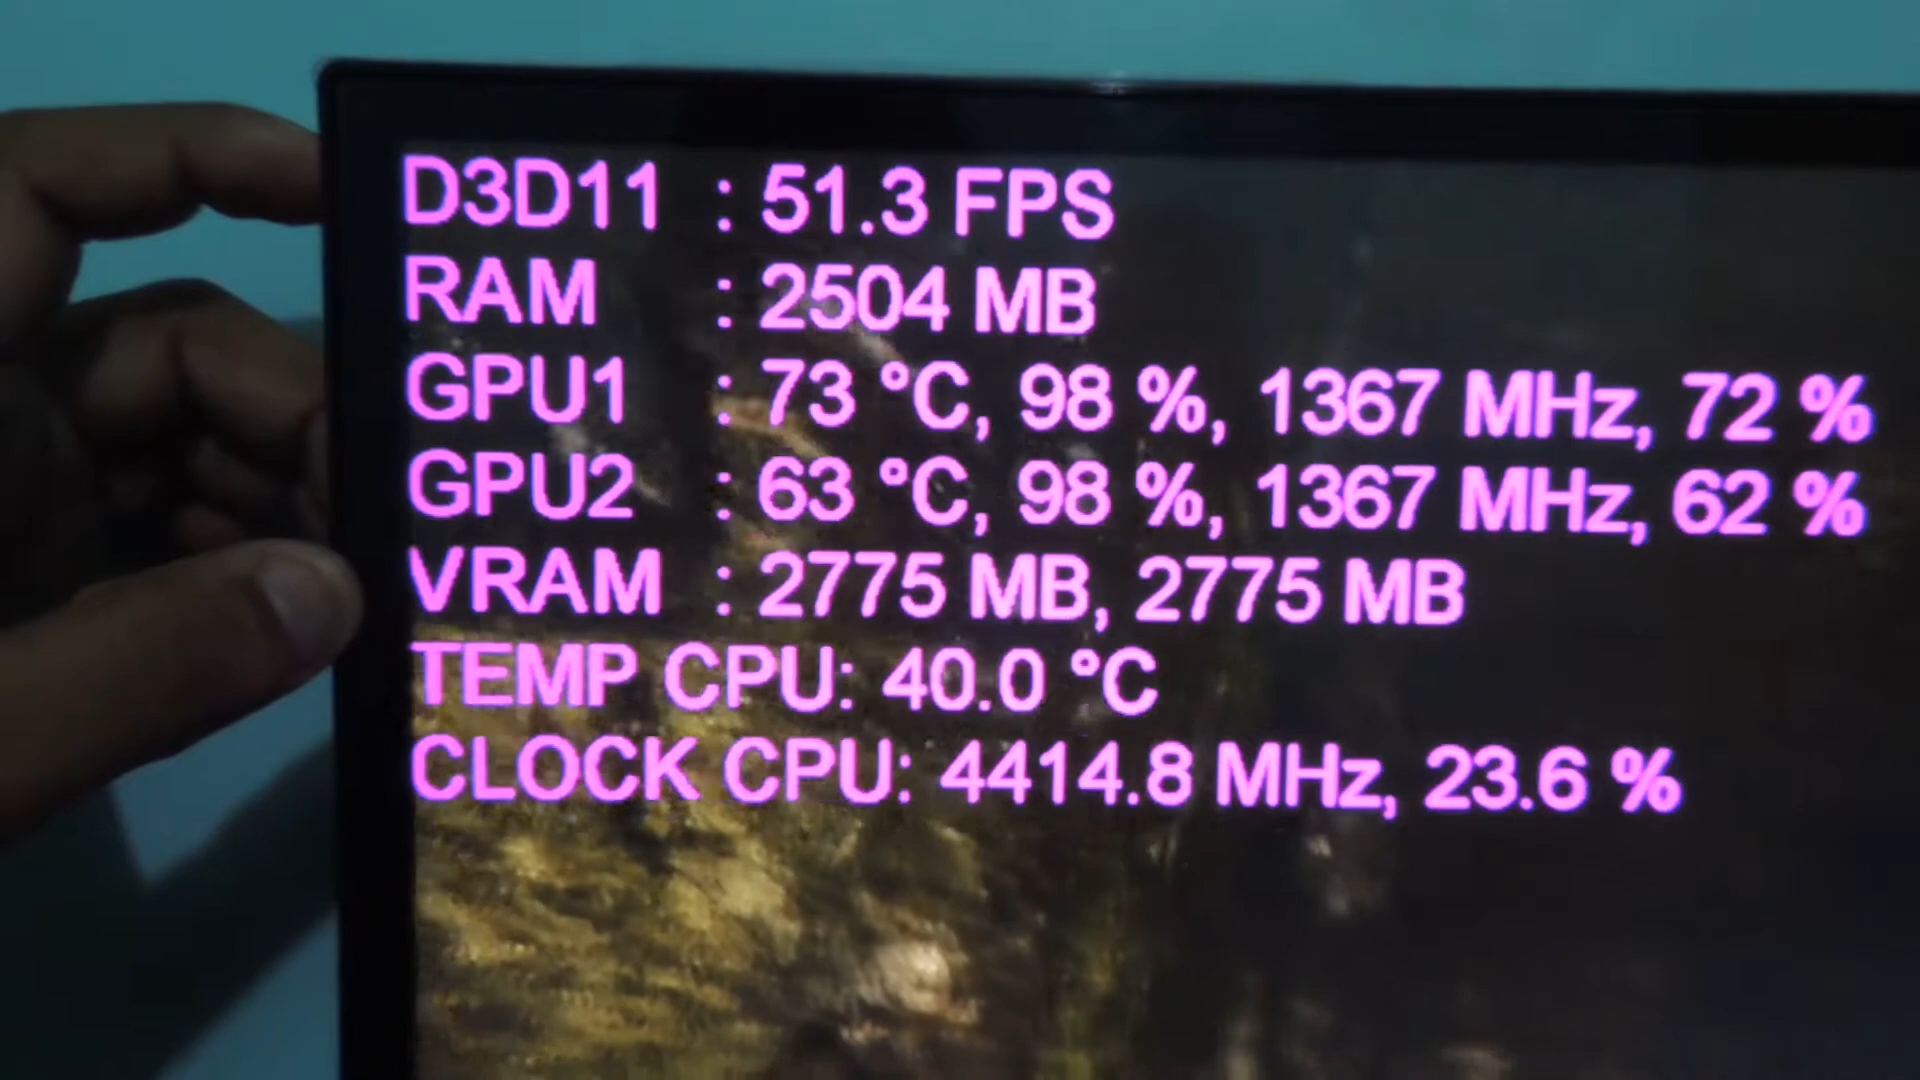 D3D11 : 51.3 FPS
RAM : 2504 MB
GPU1 : 73 °C, 98 %, 1367 MHz, 72 %
GPU2 : 63 °C, 98 %, 1367 MHz, 62 %
VRAM : 2775 MB, 2775 MB
TEMP CPU: 40.0 °C
CLOCK CPU: 4414.8 MHz, 23.6 %